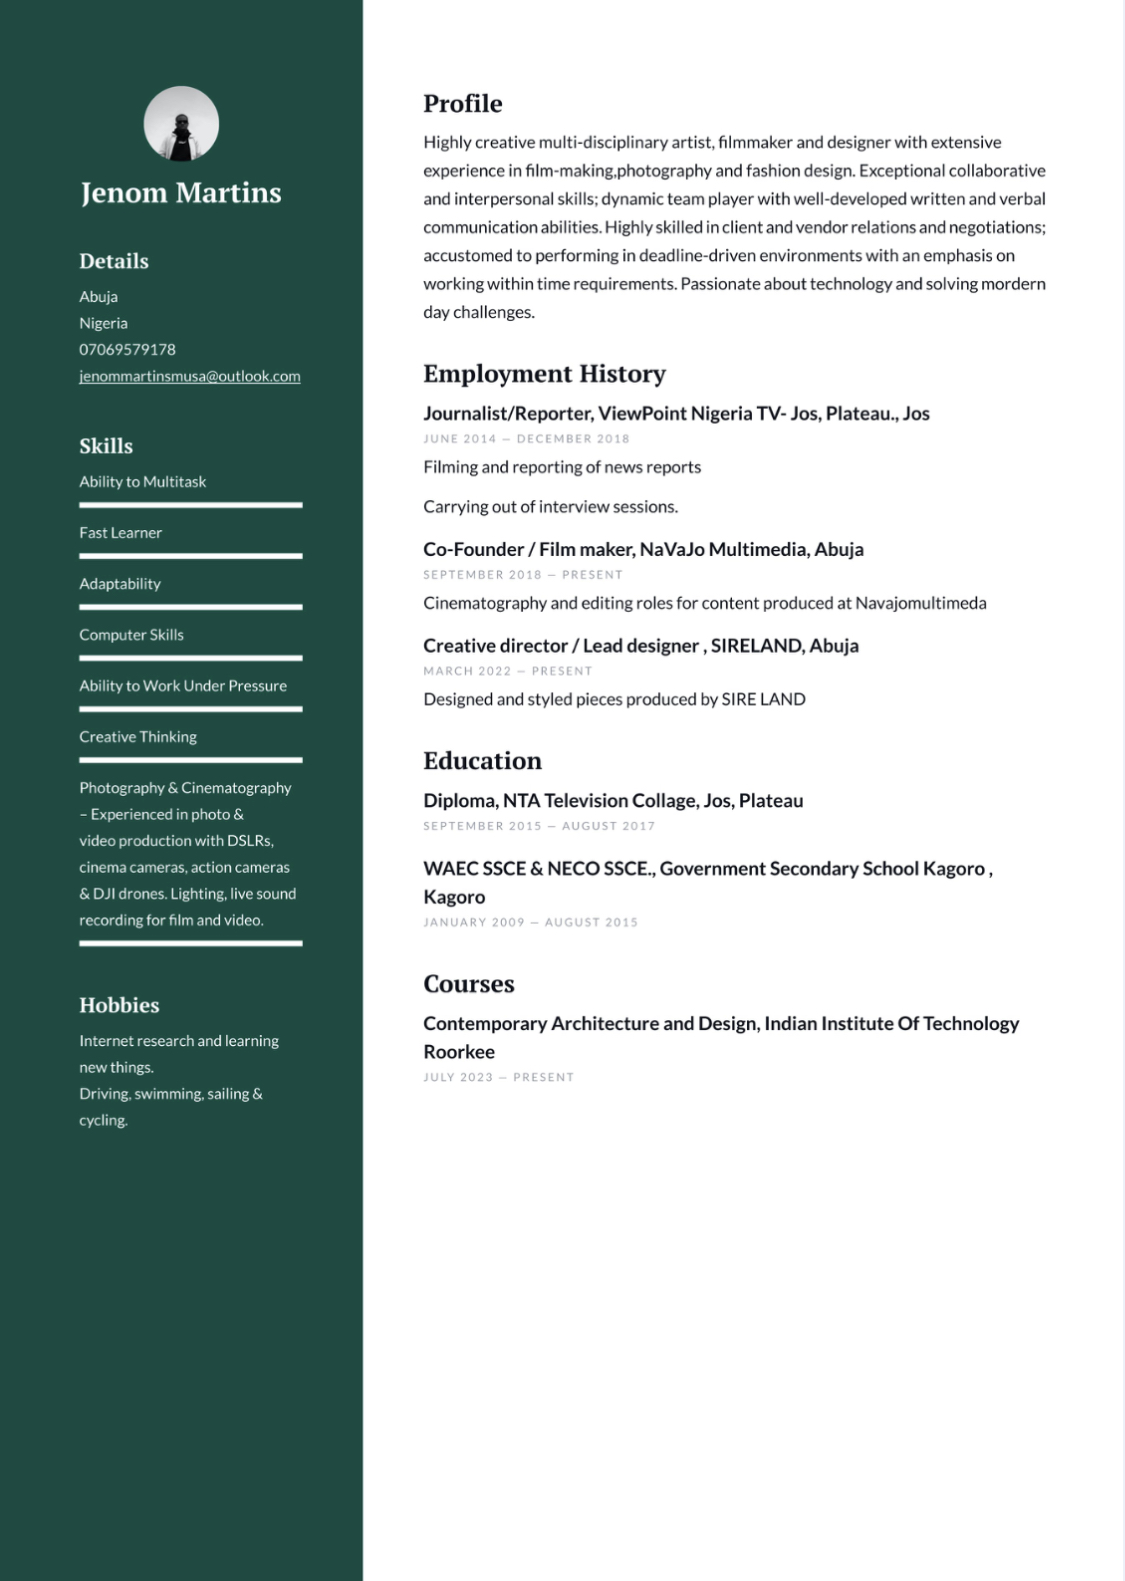 Jenom Martins
Details
Abuja
Nigeria
07069579178
jenommartinsmusa@outlook.com
Skills
Ability to Multitask
Fast Learner
Adaptability
Computer Skills
Ability to Work Under Pressure
Creative Thinking
Photography & Cinematography
– Experienced in photo &
video production with DSLRs,
cinema cameras, action cameras
& DJI drones. Lighting, live sound
recording for film and video.
Hobbies
Internet research and learning
new things.
Driving, swimming, sailing &
cycling.
Profile
Highly creative multi-disciplinary artist, filmmaker and designer with extensive
experience in film-making,photography and fashion design. Exceptional collaborative
and interpersonal skills; dynamic team player with well-developed written and verbal
communication abilities. Highly skilled in client and vendor relations and negotiations;
accustomed to performing in deadline-driven environments with an emphasis on
working within time requirements. Passionate about technology and solving mordern
day challenges.
Employment History
Journalist/Reporter, ViewPoint Nigeria TV- Jos, Plateau., Jos
JUNE 2014 — DECEMBER 2018
Filming and reporting of news reports
Carrying out of interview sessions.
Co-Founder / Film maker, NaVaJo Multimedia, Abuja
SEPTEMBER 2018 — PRESENT
Cinematography and editing roles for content produced at Navajomultimeda
Creative director / Lead designer , SIRELAND, Abuja
MARCH 2022 — PRESENT
Designed and styled pieces produced by SIRE LAND
Education
Diploma, NTA Television Collage, Jos, Plateau
SEPTEMBER 2015 — AUGUST 2017
WAEC SSCE & NECO SSCE., Government Secondary School Kagoro ,
Kagoro
JANUARY 2009 — AUGUST 2015
Courses
Contemporary Architecture and Design, Indian Institute Of Technology
Roorkee
JULY 2023 — PRESENT